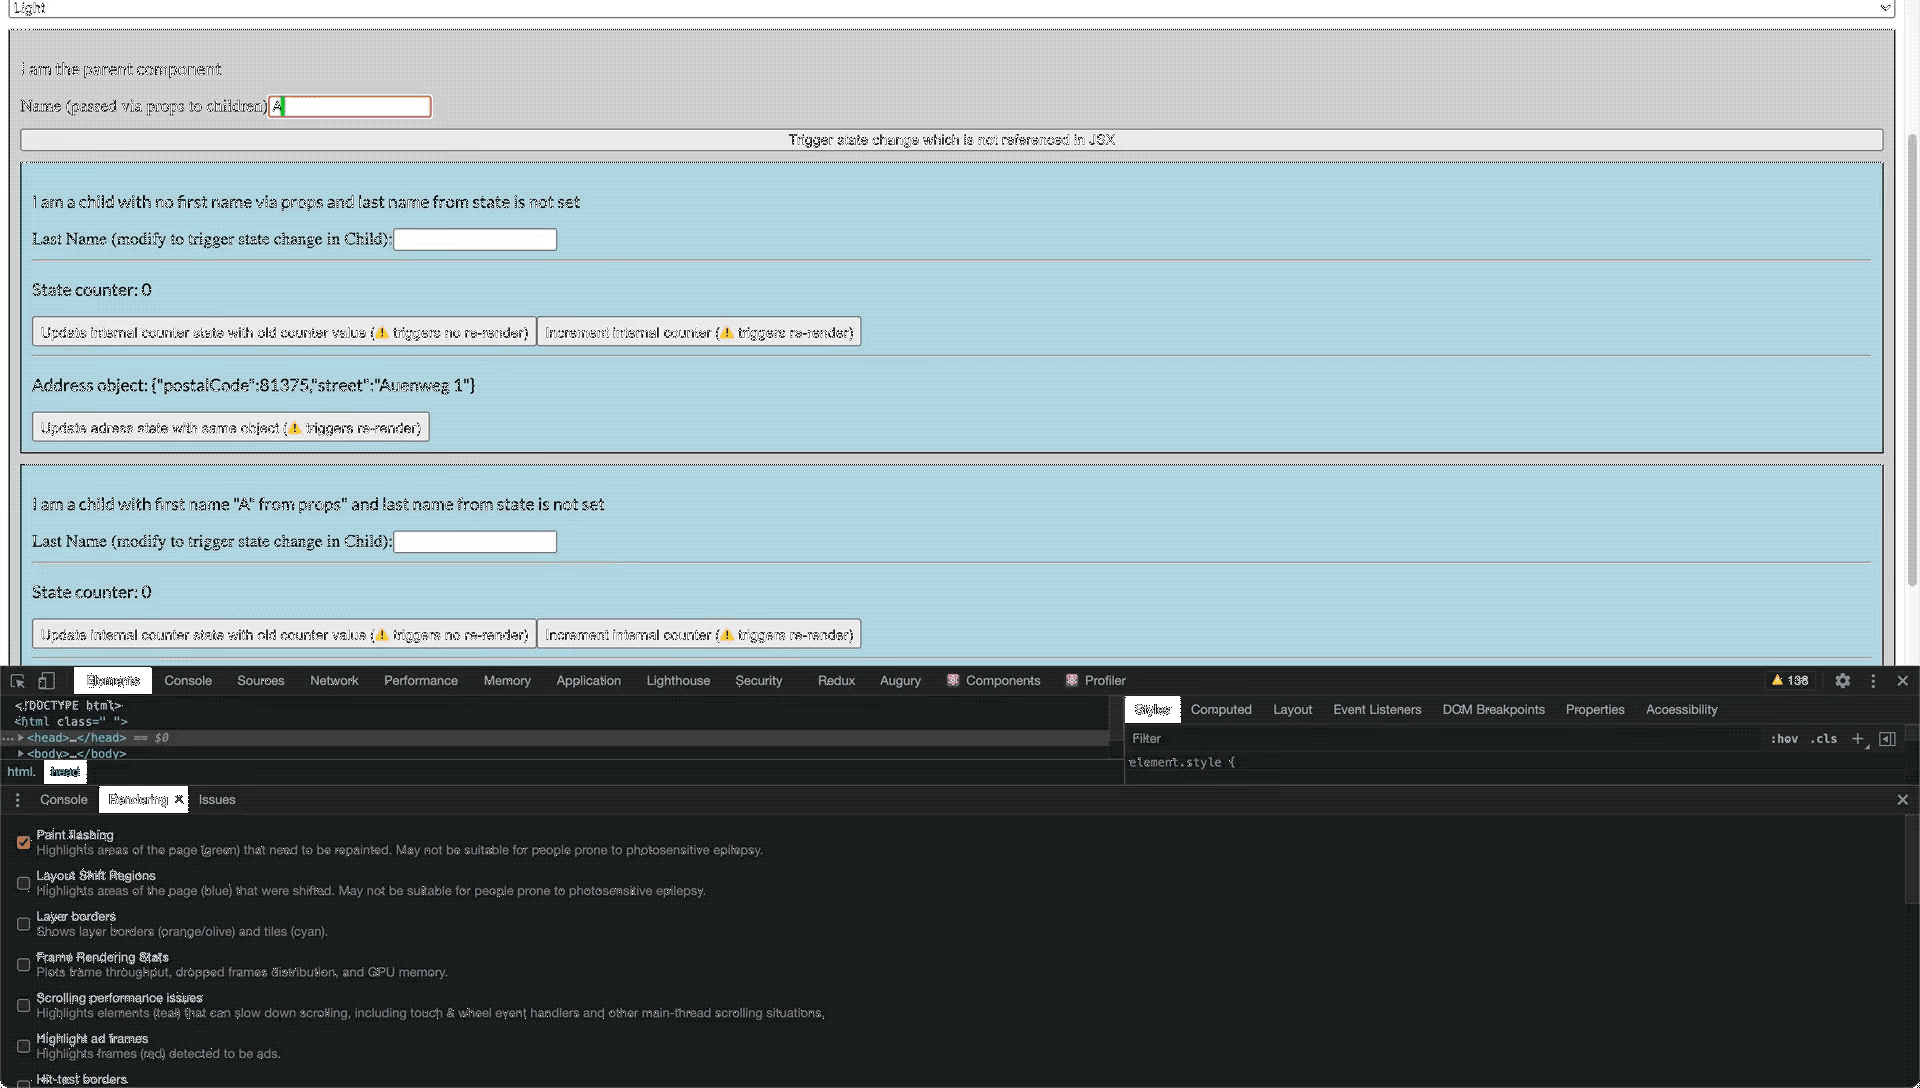 Light
I am the parent component
Name (passed via props to children) A
Trigger state change which is not referenced in JSX
I am a child with no first name via props and last name from state is not set
Last Name (modify to trigger state change in Child):
State counter: 0
Update internal counter state with old counter value (⚠️ triggers no re-render) Increment internal counter (⚠️ triggers re-render)
Address object: {"postalCode":81375,"street":"Auenweg 1"}
Update adress state with same object (⚠️ triggers re-render)
I am a child with first name "A" from props" and last name from state is not set
Last Name (modify to trigger state change in Child):
State counter: 0
Update internal counter state with old counter value (⚠️ triggers no re-render) Increment internal counter (⚠️ triggers re-render)
Elements Console Sources Network Performance Memory Application Lighthouse Security Redux Augury Components Profiler 136
<!DOCTYPE html>
<html class=" ">
… <head>…</head> == $0
<body>…</body>
html. head
Styles Computed Layout Event Listeners DOM Breakpoints Properties Accessibility
Filter :hov .cls +
element.style {
Console Rendering × Issues
Paint flashing
Highlights areas of the page (green) that need to be repainted. May not be suitable for people prone to photosensitive epilepsy.
Layout Shift Regions
Highlights areas of the page (blue) that were shifted. May not be suitable for people prone to photosensitive epilepsy.
Layer borders
Shows layer borders (orange/olive) and tiles (cyan).
Frame Rendering Stats
Plots frame throughput, dropped frames distribution, and GPU memory.
Scrolling performance issues
Highlights elements (teal) that can slow down scrolling, including touch & wheel event handlers and other main-thread scrolling situations.
Highlight ad frames
Highlights frames (red) detected to be ads.
Hit-test borders